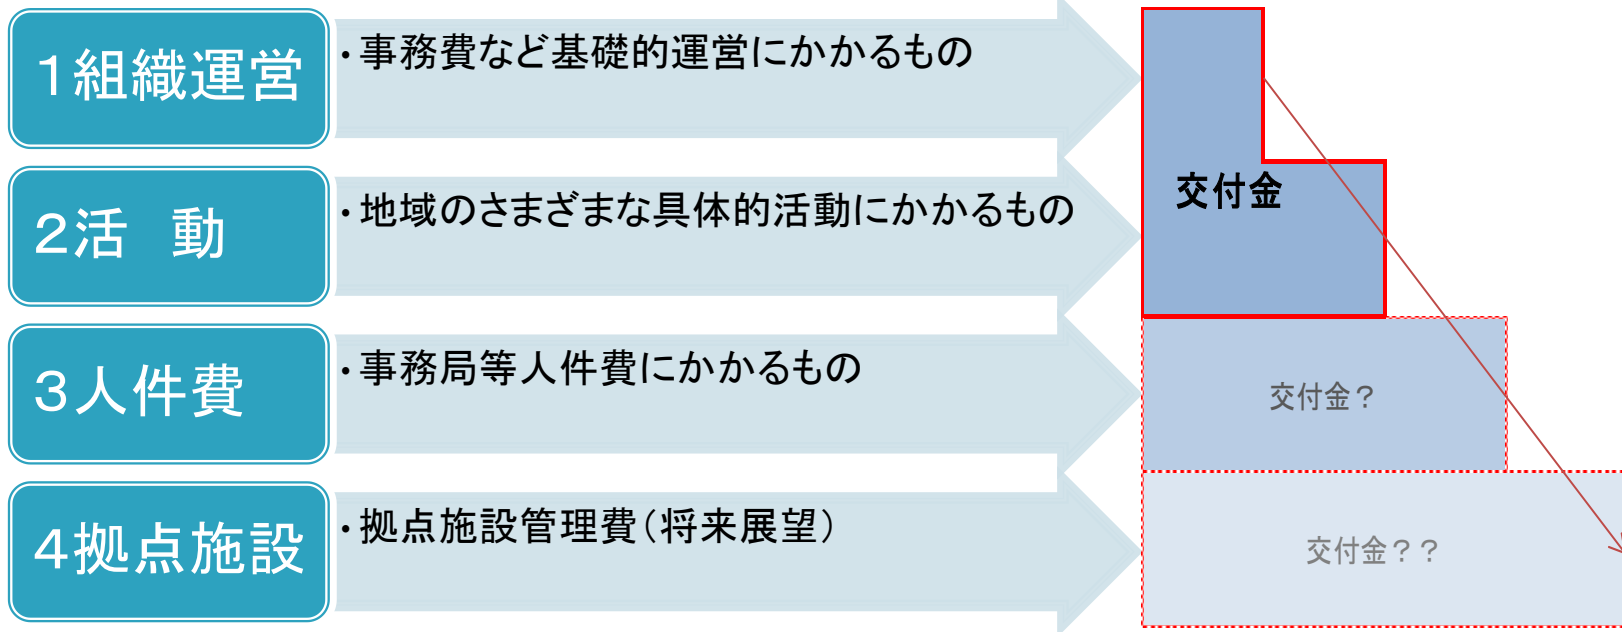 １組織運営
・事務費など基礎的運営にかかるもの
２活　動
・地域のさまざまな具体的活動にかかるもの
交付金
３人件費
・事務局等人件費にかかるもの
交付金？
４拠点施設
・拠点施設管理費（将来展望）
交付金？？